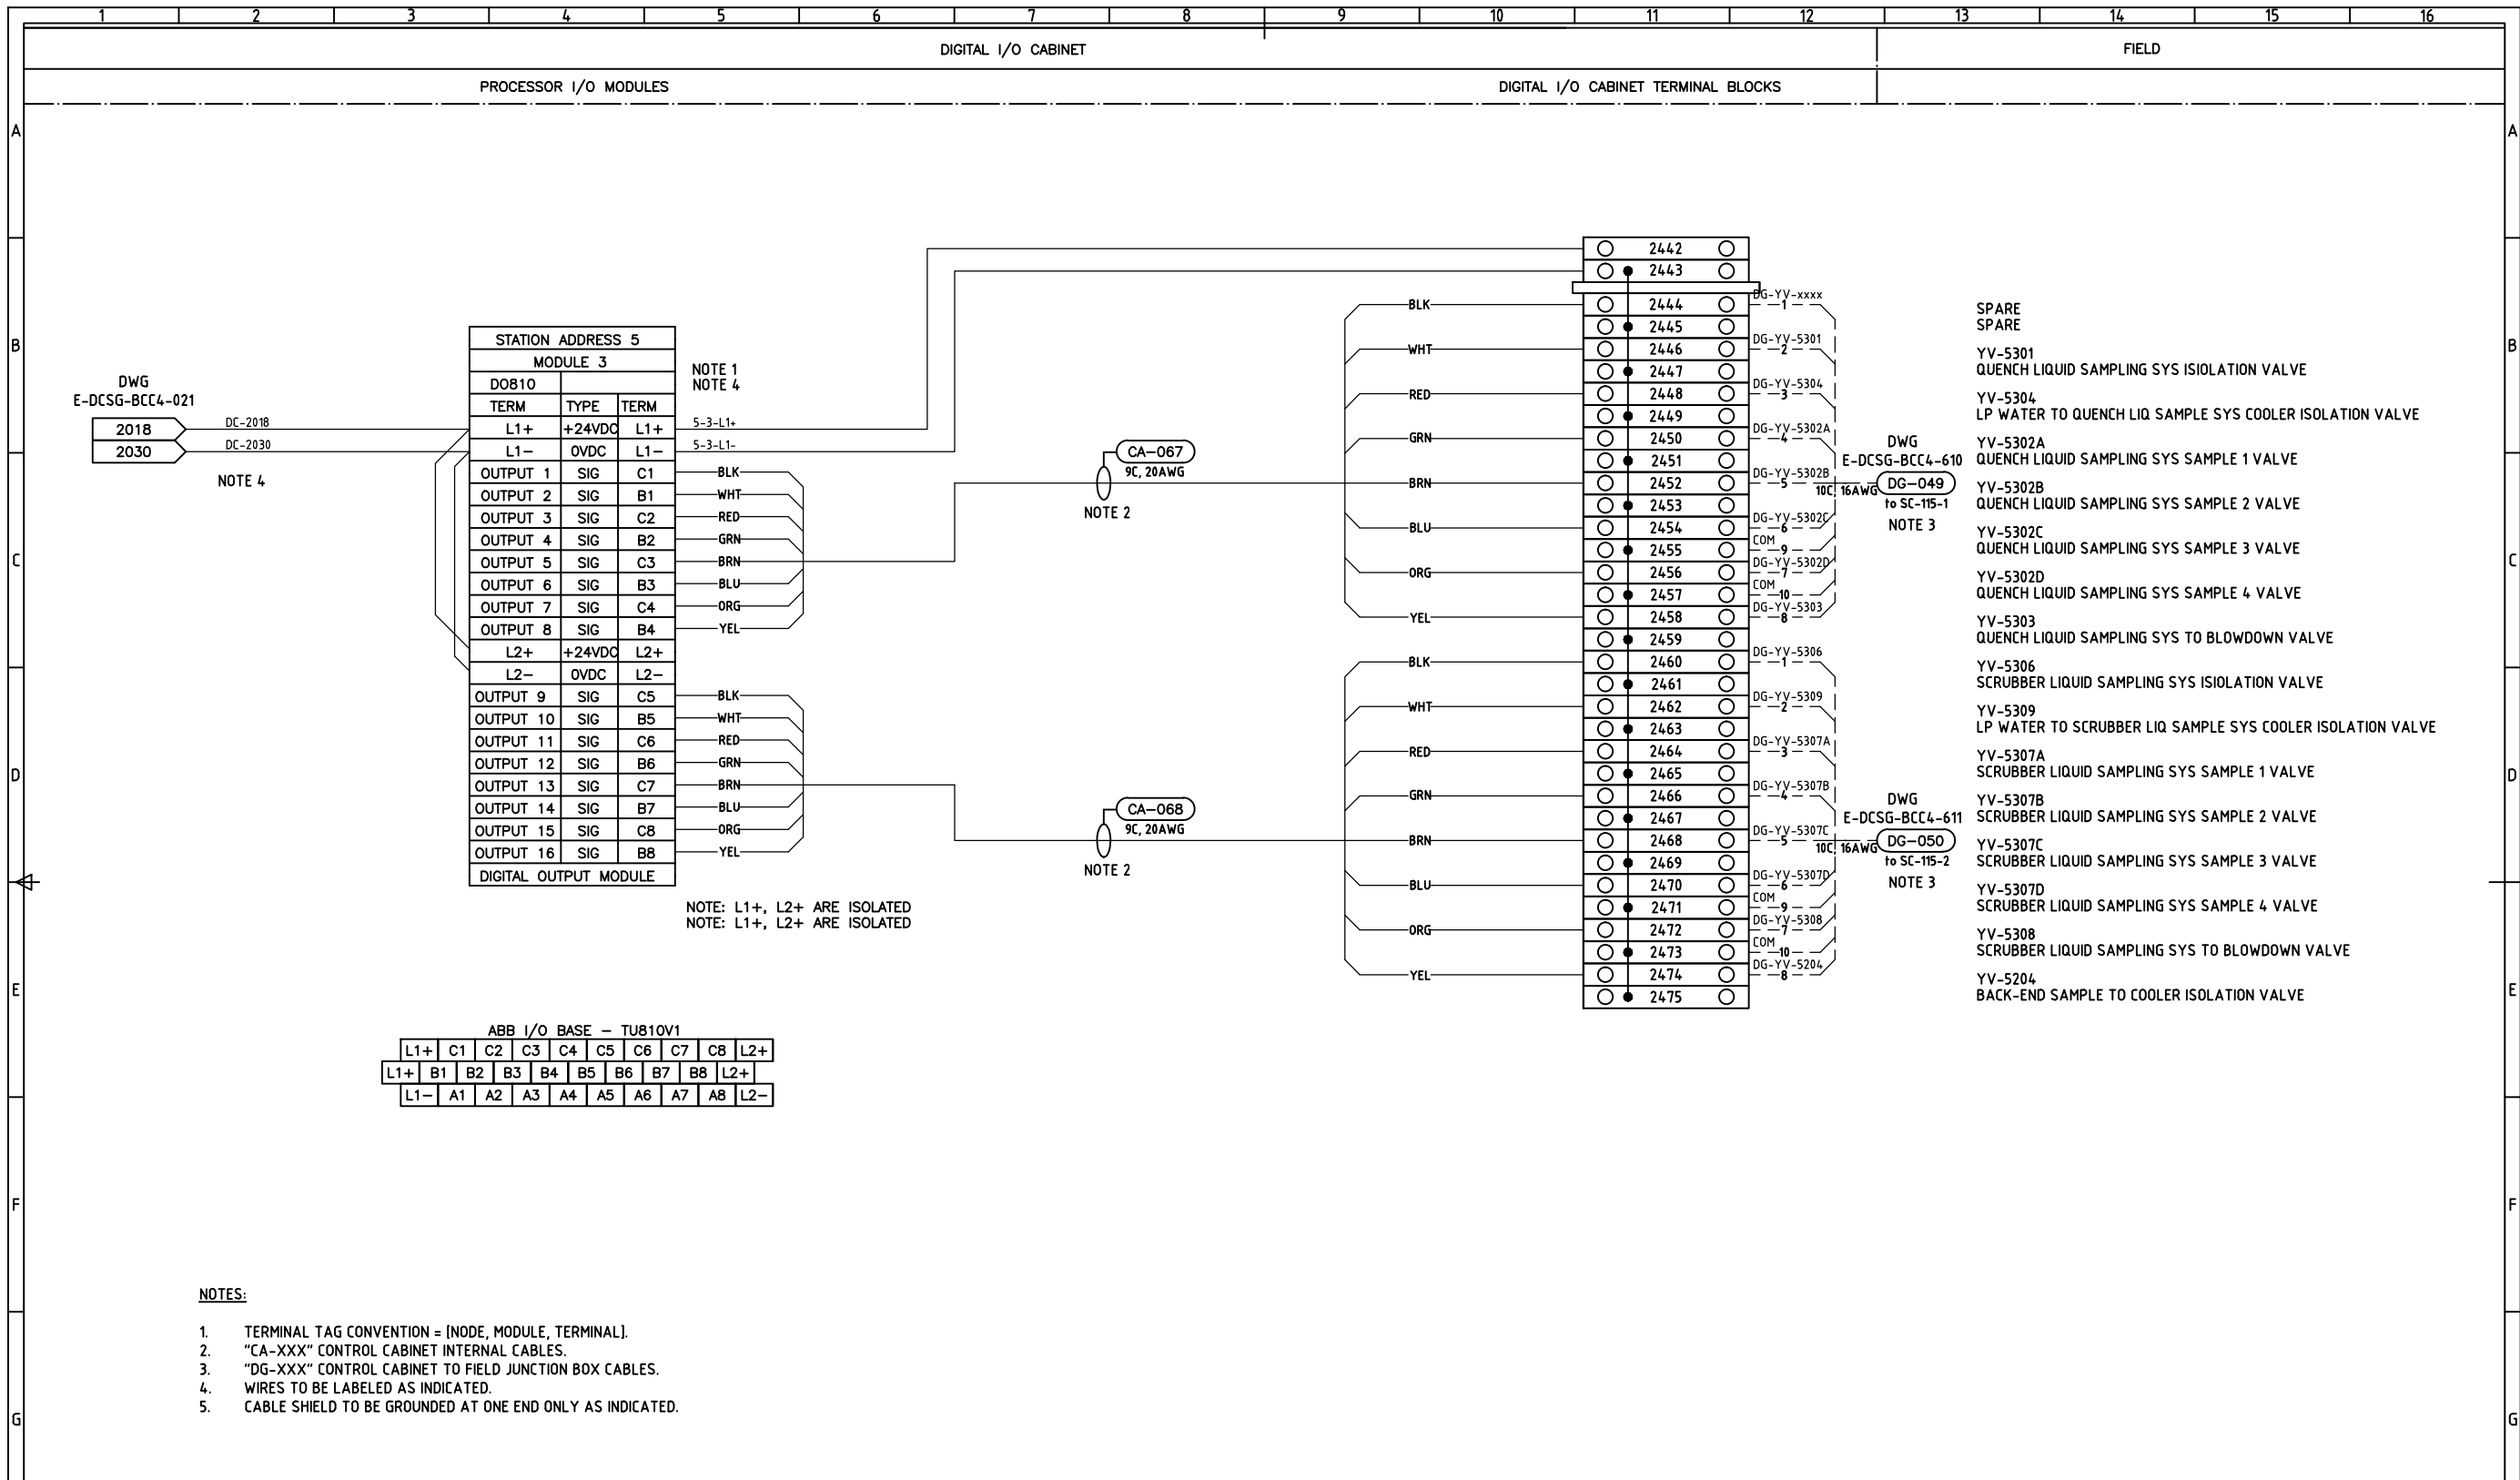 1 2 3 4 5 6 7 8 9 10 11 12 13 14 15 16
DIGITAL I/O CABINET
FIELD
PROCESSOR I/O MODULES
DIGITAL I/O CABINET TERMINAL BLOCKS
A
B
C
D
E
F
G
A
B
C
D
E
F
G
DWG
E-DCSG-BCC4-021
2018
2030
DC-2018
DC-2030
NOTE 4
STATION ADDRESS 5
MODULE 3
DO810
TERM TYPE TERM
L1+ +24VDC L1+
L1- 0VDC L1-
OUTPUT 1 SIG C1
OUTPUT 2 SIG B1
OUTPUT 3 SIG C2
OUTPUT 4 SIG B2
OUTPUT 5 SIG C3
OUTPUT 6 SIG B3
OUTPUT 7 SIG C4
OUTPUT 8 SIG B4
L2+ +24VDC L2+
L2- 0VDC L2-
OUTPUT 9 SIG C5
OUTPUT 10 SIG B5
OUTPUT 11 SIG C6
OUTPUT 12 SIG B6
OUTPUT 13 SIG C7
OUTPUT 14 SIG B7
OUTPUT 15 SIG C8
OUTPUT 16 SIG B8
DIGITAL OUTPUT MODULE
NOTE 1
NOTE 4
5-3-L1+
5-3-L1-
BLK
WHT
RED
GRN
BRN
BLU
ORG
YEL
BLK
WHT
RED
GRN
BRN
BLU
ORG
YEL
NOTE: L1+, L2+ ARE ISOLATED
NOTE: L1+, L2+ ARE ISOLATED
CA-067
9C, 20AWG
NOTE 2
CA-068
9C, 20AWG
NOTE 2
BLK
WHT
RED
GRN
BRN
BLU
ORG
YEL
BLK
WHT
RED
GRN
BRN
BLU
ORG
YEL
2442
2443
2444
2445
2446
2447
2448
2449
2450
2451
2452
2453
2454
2455
2456
2457
2458
2459
2460
2461
2462
2463
2464
2465
2466
2467
2468
2469
2470
2471
2472
2473
2474
2475
DG-YV-xxxx
1
DG-YV-5301
2
DG-YV-5304
3
DG-YV-5302A
4
DG-YV-5302B
5
DG-YV-5302C
6
COM
9
DG-YV-5302D
7
COM
10
DG-YV-5303
8
DG-YV-5306
1
DG-YV-5309
2
DG-YV-5307A
3
DG-YV-5307B
4
DG-YV-5307C
5
DG-YV-5307D
6
COM
9
DG-YV-5308
7
COM
10
DG-YV-5204
8
DWG
E-DCSG-BCC4-610
10C, 16AWG
DG-049
to SC-115-1
NOTE 3
DWG
E-DCSG-BCC4-611
10C, 16AWG
DG-050
to SC-115-2
NOTE 3
SPARE
SPARE
YV-5301
QUENCH LIQUID SAMPLING SYS ISIOLATION VALVE
YV-5304
LP WATER TO QUENCH LIQ SAMPLE SYS COOLER ISOLATION VALVE
YV-5302A
QUENCH LIQUID SAMPLING SYS SAMPLE 1 VALVE
YV-5302B
QUENCH LIQUID SAMPLING SYS SAMPLE 2 VALVE
YV-5302C
QUENCH LIQUID SAMPLING SYS SAMPLE 3 VALVE
YV-5302D
QUENCH LIQUID SAMPLING SYS SAMPLE 4 VALVE
YV-5303
QUENCH LIQUID SAMPLING SYS TO BLOWDOWN VALVE
YV-5306
SCRUBBER LIQUID SAMPLING SYS ISIOLATION VALVE
YV-5309
LP WATER TO SCRUBBER LIQ SAMPLE SYS COOLER ISOLATION VALVE
YV-5307A
SCRUBBER LIQUID SAMPLING SYS SAMPLE 1 VALVE
YV-5307B
SCRUBBER LIQUID SAMPLING SYS SAMPLE 2 VALVE
YV-5307C
SCRUBBER LIQUID SAMPLING SYS SAMPLE 3 VALVE
YV-5307D
SCRUBBER LIQUID SAMPLING SYS SAMPLE 4 VALVE
YV-5308
SCRUBBER LIQUID SAMPLING SYS TO BLOWDOWN VALVE
YV-5204
BACK-END SAMPLE TO COOLER ISOLATION VALVE
ABB I/O BASE - TU810V1
L1+ C1 C2 C3 C4 C5 C6 C7 C8 L2+
L1+ B1 B2 B3 B4 B5 B6 B7 B8 L2+
L1- A1 A2 A3 A4 A5 A6 A7 A8 L2-
NOTES:
1. TERMINAL TAG CONVENTION = [NODE, MODULE, TERMINAL].
2. "CA-XXX" CONTROL CABINET INTERNAL CABLES.
3. "DG-XXX" CONTROL CABINET TO FIELD JUNCTION BOX CABLES.
4. WIRES TO BE LABELED AS INDICATED.
5. CABLE SHIELD TO BE GROUNDED AT ONE END ONLY AS INDICATED.